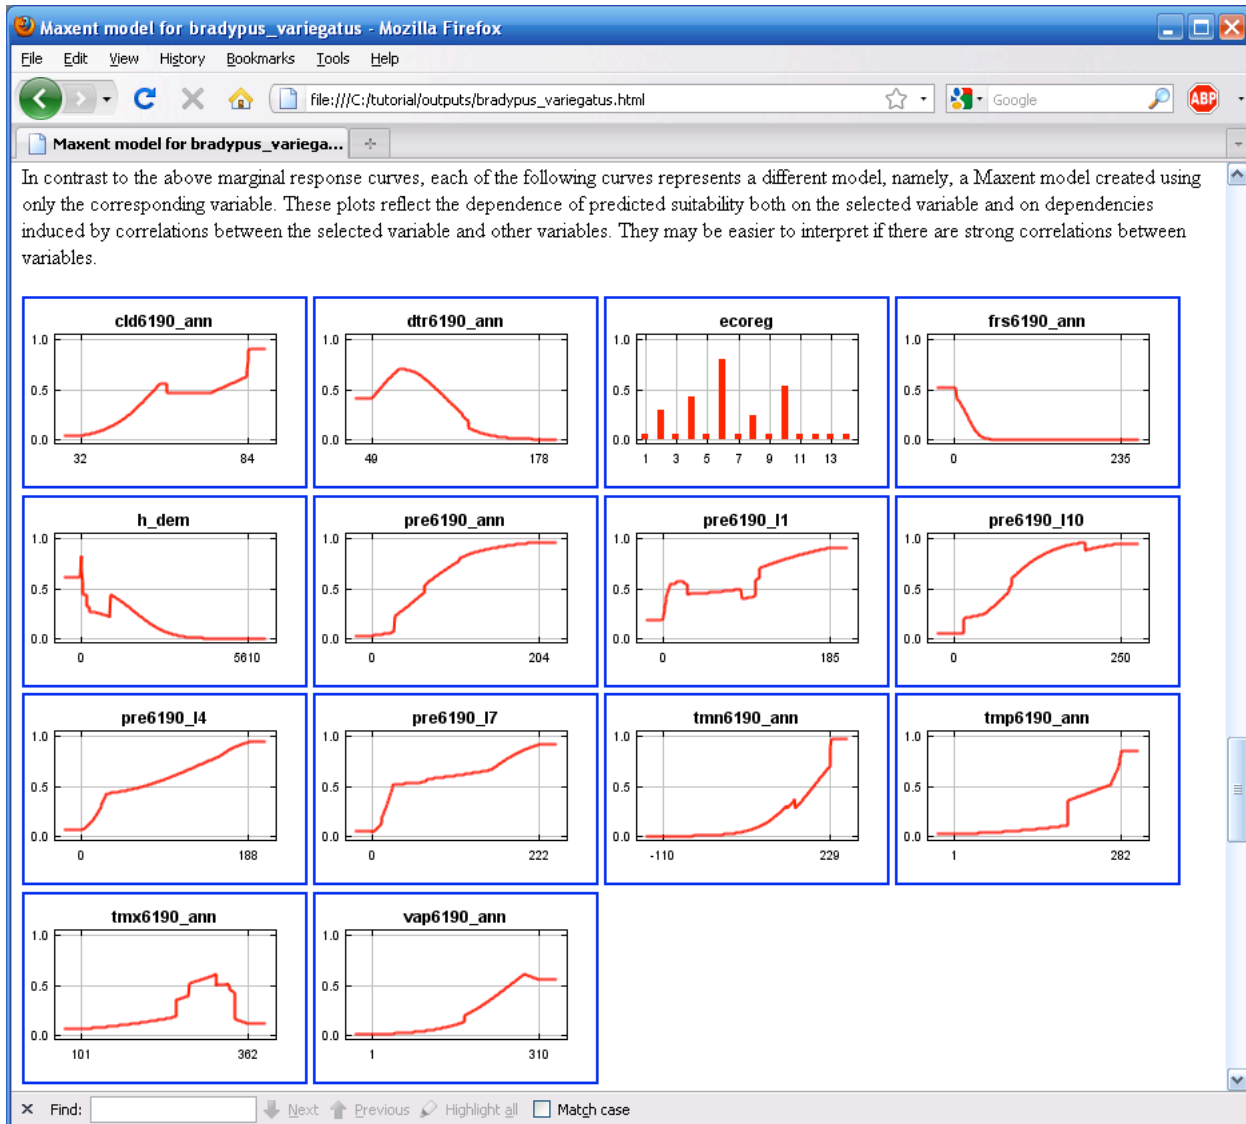 Maxent model for bradypus_variegatus - Mozilla Firefox
File Edit View History Bookmarks Tools Help
file:///C:/tutorial/outputs/bradypus_variegatus.html Google ABP
Maxent model for bradypus_variega...
In contrast to the above marginal response curves, each of the following curves represents a different model, namely, a Maxent model created using
only the corresponding variable. These plots reflect the dependence of predicted suitability both on the selected variable and on dependencies
induced by correlations between the selected variable and other variables. They may be easier to interpret if there are strong correlations between
variables.
cld6190_ann
1.0
0.5
0.0
32 84
dtr6190_ann
1.0
0.5
0.0
49 178
ecoreg
1.0
0.5
0.0
1 3 5 7 9 11 13
frs6190_ann
1.0
0.5
0.0
0 235
h_dem
1.0
0.5
0.0
0 5610
pre6190_ann
1.0
0.5
0.0
0 204
pre6190_l1
1.0
0.5
0.0
0 185
pre6190_l10
1.0
0.5
0.0
0 250
pre6190_l4
1.0
0.5
0.0
0 188
pre6190_l7
1.0
0.5
0.0
0 222
tmn6190_ann
1.0
0.5
0.0
-110 229
tmp6190_ann
1.0
0.5
0.0
1 282
tmx6190_ann
1.0
0.5
0.0
101 362
vap6190_ann
1.0
0.5
0.0
1 310
Find: Next Previous Highlight all Match case